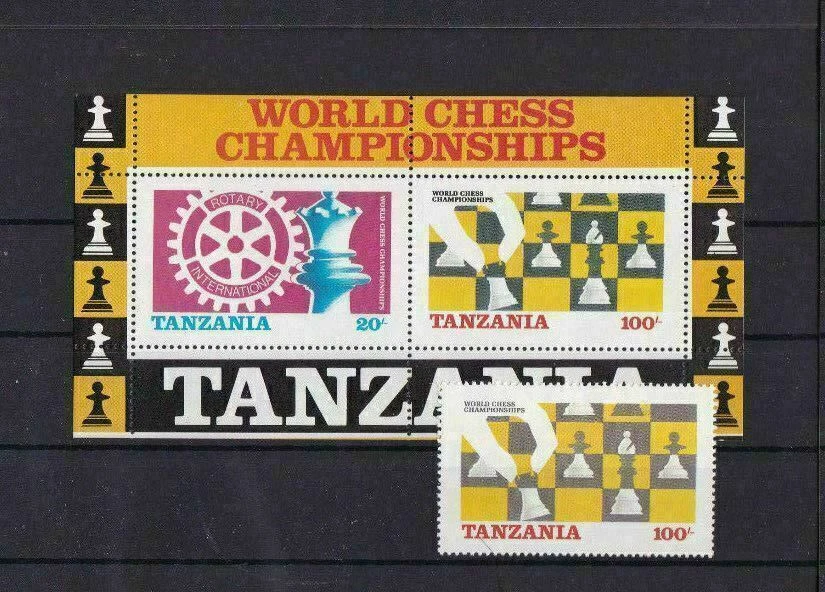 WORLD CHESS
CHAMPIONSHIPS
ROTARY
INTERNATIONAL
WORLD CHESS CHAMPIONSHIPS
TANZANIA 20/-
WORLD CHESS
CHAMPIONSHIPS
TANZANIA 100/-
TANZANIA
WORLD CHESS
CHAMPIONSHIPS
TANZANIA 100/-